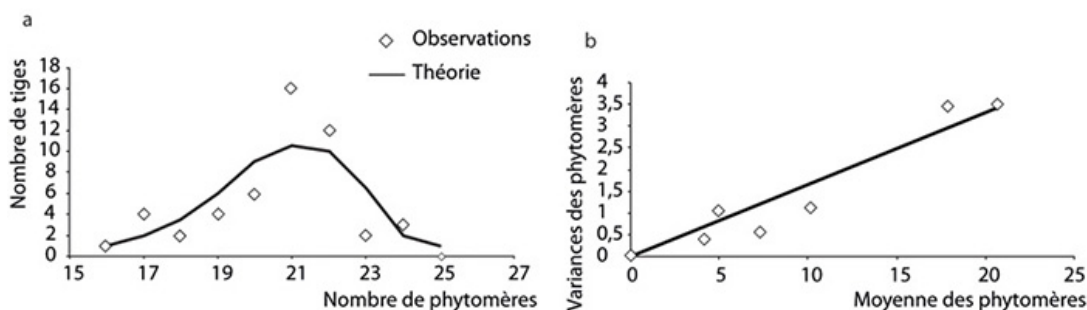 a
Observations
Théorie
Nombre de tiges
18
16
14
12
10
8
6
4
2
0
15 17 19 21 23 25 27
Nombre de phytomères
b
Variances des phytomères
4
3,5
3
2,5
2
1,5
1
0,5
0
0 5 10 15 20 25
Moyenne des phytomères